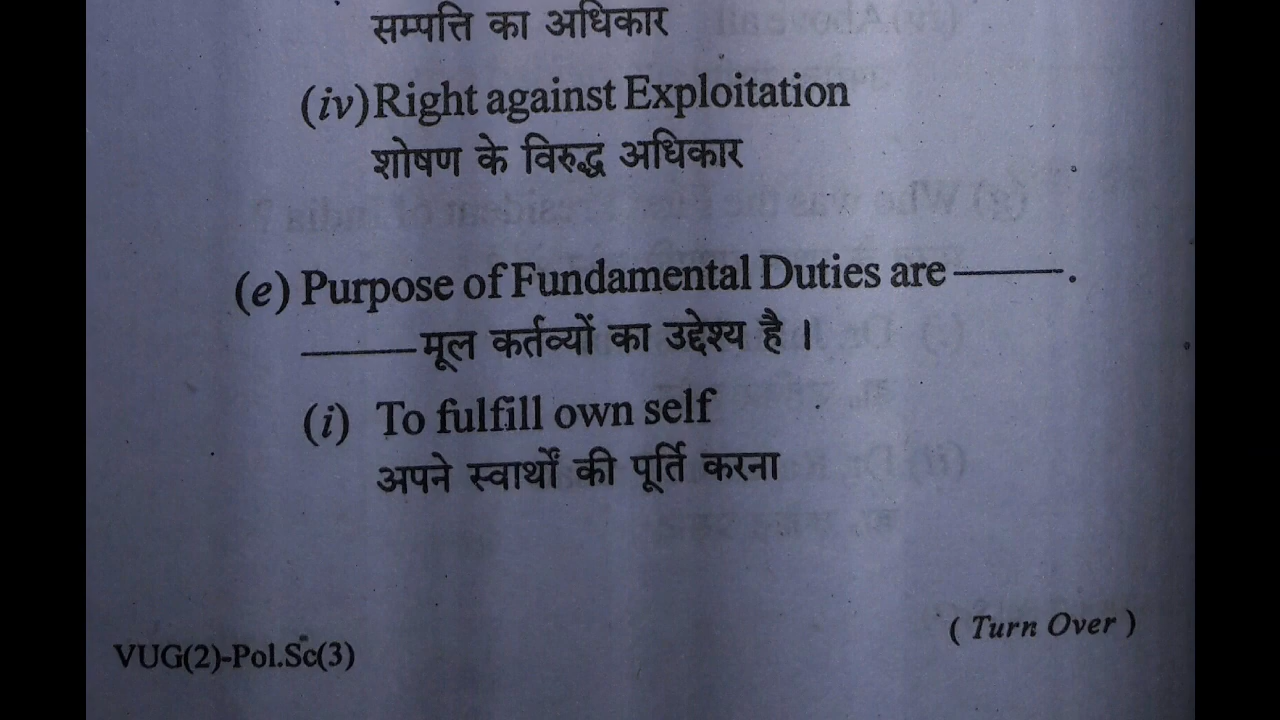 सम्पत्ति का अधिकार
(iv) Right against Exploitation
शोषण के विरुद्ध अधिकार
(e) Purpose of Fundamental Duties are ———.
——— मूल कर्तव्यों का उद्देश्य है ।
(i) To fulfill own self
अपने स्वार्थों की पूर्ति करना
VUG(2)-Pol.Sc(3)
( Turn Over )